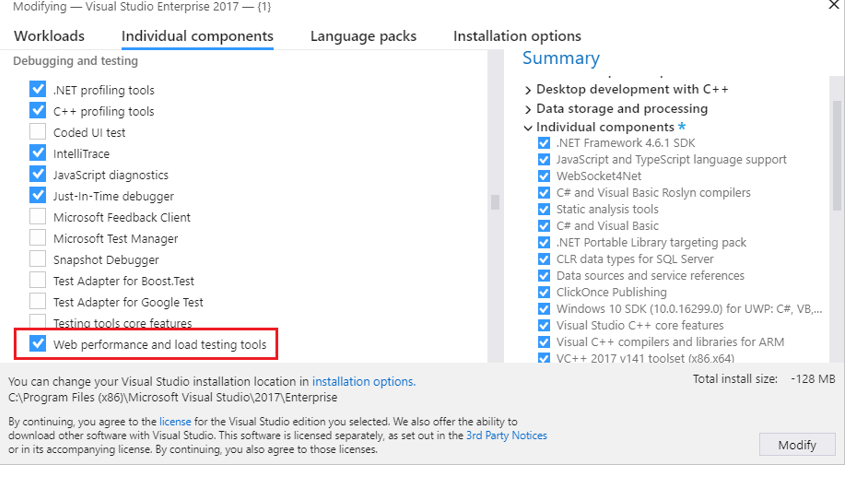 Modifying — Visual Studio Enterprise 2017 — {1}
Workloads
Individual components
Language packs
Installation options
Debugging and testing
.NET profiling tools
C++ profiling tools
Coded UI test
IntelliTrace
JavaScript diagnostics
Just-In-Time debugger
Microsoft Feedback Client
Microsoft Test Manager
Snapshot Debugger
Test Adapter for Boost.Test
Test Adapter for Google Test
Testing tools core features
Web performance and load testing tools
Summary
Desktop development with C++
Data storage and processing
Individual components *
.NET Framework 4.6.1 SDK
JavaScript and TypeScript language support
WebSocket4Net
C# and Visual Basic Roslyn compilers
Static analysis tools
C# and Visual Basic
.NET Portable Library targeting pack
CLR data types for SQL Server
Data sources and service references
ClickOnce Publishing
Windows 10 SDK (10.0.16299.0) for UWP: C#, VB,...
Visual Studio C++ core features
Visual C++ compilers and libraries for ARM
VC++ 2017 v141 toolset (x86,x64)
You can change your Visual Studio installation location in installation options.
C:\Program Files (x86)\Microsoft Visual Studio\2017\Enterprise
Total install size: -128 MB
By continuing, you agree to the license for the Visual Studio edition you selected. We also offer the ability to
download other software with Visual Studio. This software is licensed separately, as set out in the 3rd Party Notices
or in its accompanying license. By continuing, you also agree to those licenses.
Modify